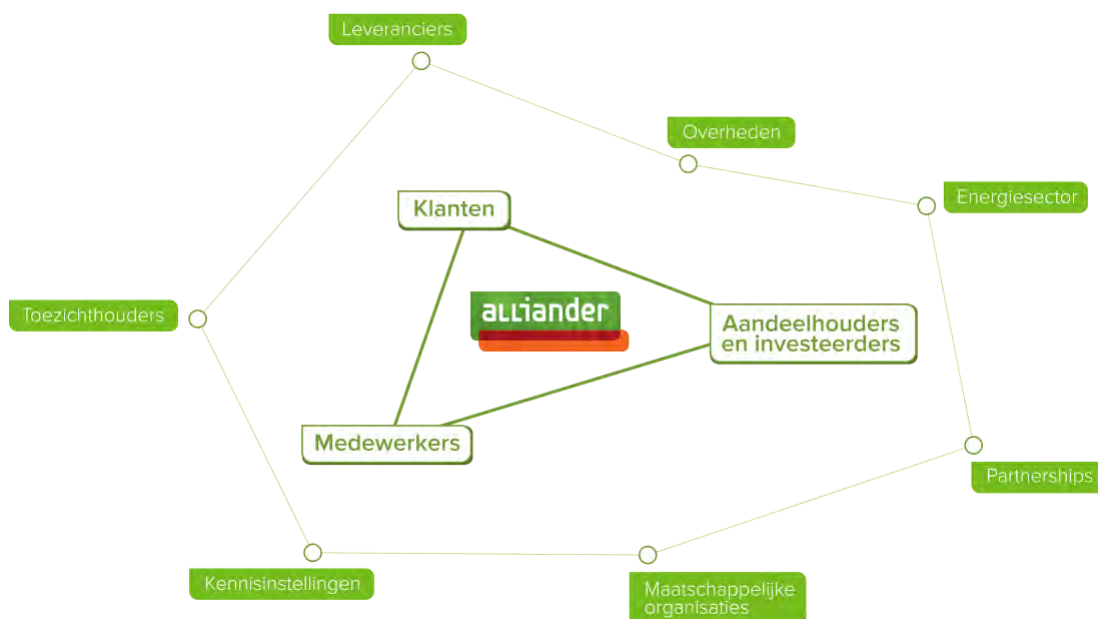 Leveranciers
Overheden
Energiesector
Klanten
alliander
Toezichthouders
Aandeelhouders
en investeerders
Medewerkers
Partnerships
Kennisinstellingen
Maatschappelijke
organisaties